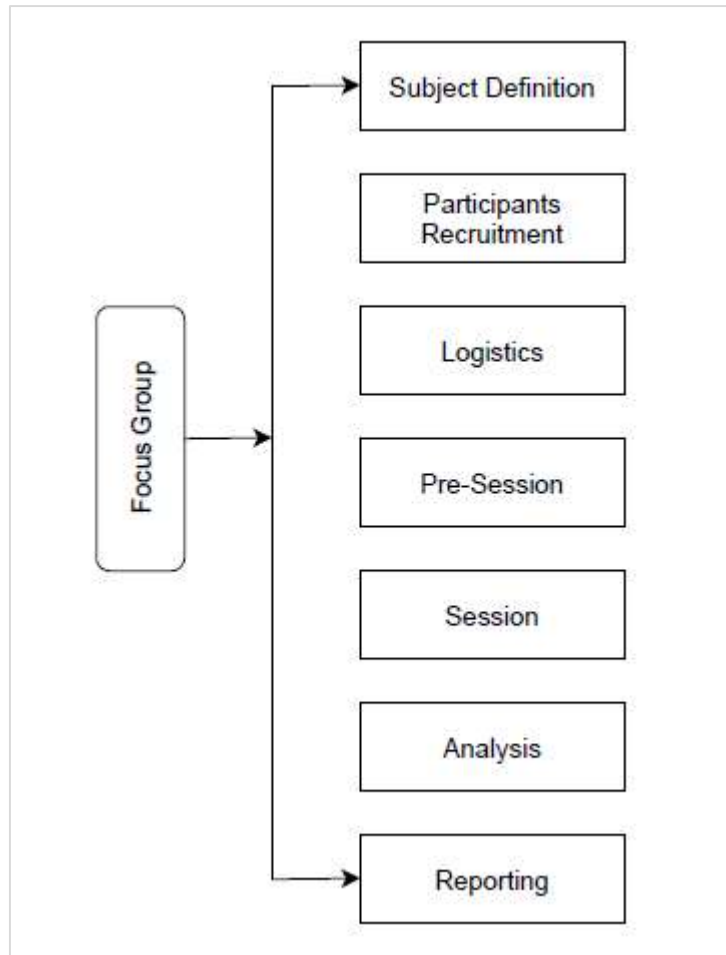 Subject Definition
Participants
Recruitment
Logistics
Focus Group
Pre-Session
Session
Analysis
Reporting